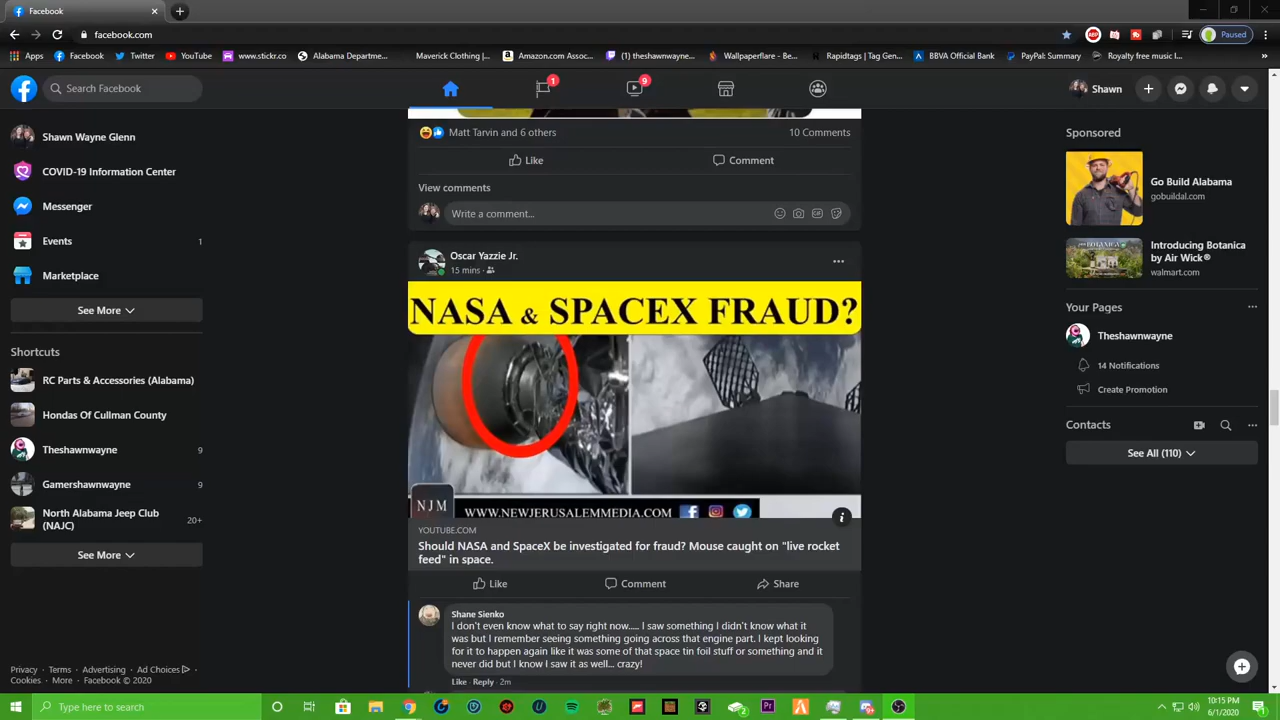 Facebook
facebook.com
Paused
Apps
Facebook
Twitter
YouTube
www.stickr.co
Alabama Departme...
Maverick Clothing |...
Amazon.com Assoc...
(1) theshawnwayne...
Wallpaperflare - Be...
Rapidtags | Tag Gen...
BBVA Official Bank
PayPal: Summary
Royalty free music l...
Search Facebook
1
9
Shawn
Shawn Wayne Glenn
COVID-19 Information Center
Messenger
Events
1
Marketplace
See More
Shortcuts
RC Parts & Accessories (Alabama)
Hondas Of Cullman County
Theshawnwayne
9
Gamershawnwayne
9
North Alabama Jeep Club
(NAJC)
20+
See More
Privacy · Terms · Advertising · Ad Choices
Cookies · More · Facebook © 2020
Matt Tarvin and 6 others
10 Comments
Like
Comment
View comments
Write a comment...
GIF
Oscar Yazzie Jr.
15 mins ·
NASA & SPACEX FRAUD?
NJM
WWW.NEWJERUSALEMMEDIA.COM
YOUTUBE.COM
Should NASA and SpaceX be investigated for fraud? Mouse caught on "live rocket
feed" in space.
Like
Comment
Share
Shane Sienko
I don't even know what to say right now..... I saw something I didn't know what it
was but I remember seeing something going across that engine part. I kept looking
for it to happen again like it was some of that space tin foil stuff or something and it
never did but I know I saw it as well... crazy!
Like · Reply · 2m
Sponsored
Go Build Alabama
gobuildal.com
Introducing Botanica
by Air Wick®
walmart.com
Your Pages
Theshawnwayne
14 Notifications
Create Promotion
Contacts
See All (110)
Type here to search
10:15 PM
6/1/2020
1